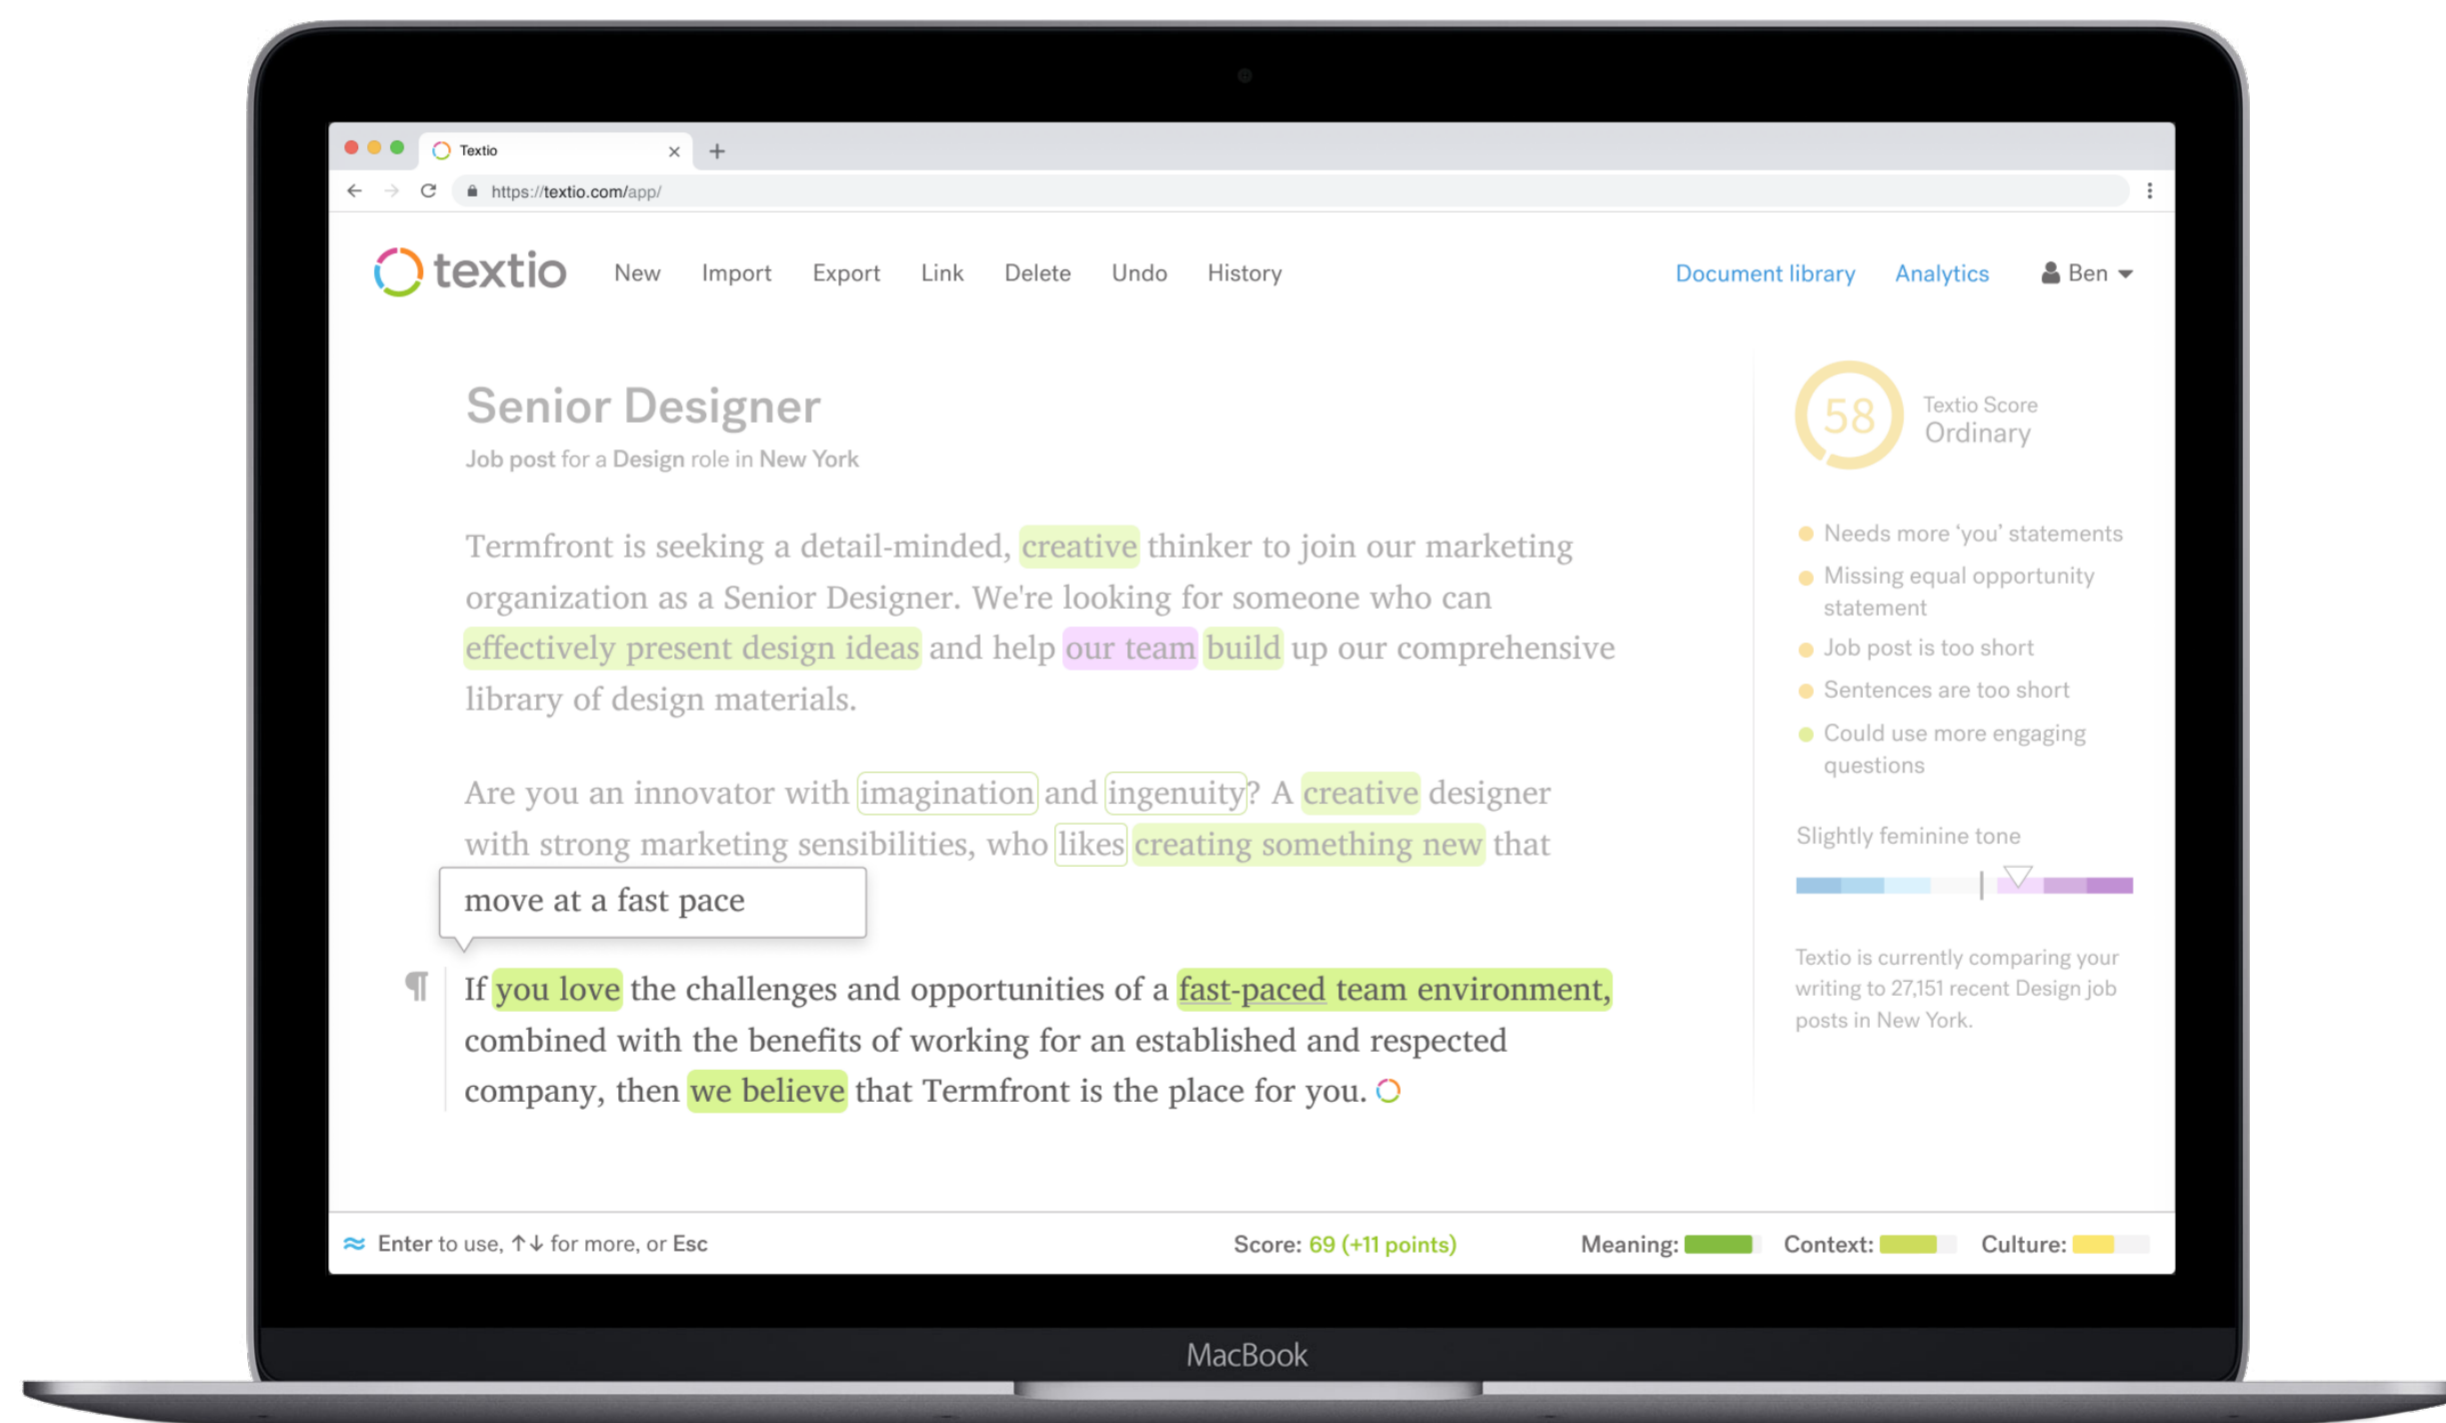 Textio
https://textio.com/app/
textio New Import Export Link Delete Undo History Document library Analytics Ben
Senior Designer
Job post for a Design role in New York
Termfront is seeking a detail-minded, creative thinker to join our marketing
organization as a Senior Designer. We're looking for someone who can
effectively present design ideas and help our team build up our comprehensive
library of design materials.
Are you an innovator with imagination and ingenuity? A creative designer
with strong marketing sensibilities, who likes creating something new that
move at a fast pace
¶ If you love the challenges and opportunities of a fast-paced team environment,
combined with the benefits of working for an established and respected
company, then we believe that Termfront is the place for you.
58
Textio Score
Ordinary
Needs more ‘you’ statements
Missing equal opportunity
statement
Job post is too short
Sentences are too short
Could use more engaging
questions
Slightly feminine tone
Textio is currently comparing your
writing to 27,151 recent Design job
posts in New York.
Enter to use, ↑↓ for more, or Esc
Score: 69 (+11 points)
Meaning: Context: Culture:
MacBook